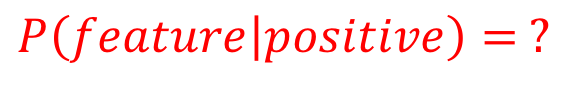 P(feature|positive) = ?